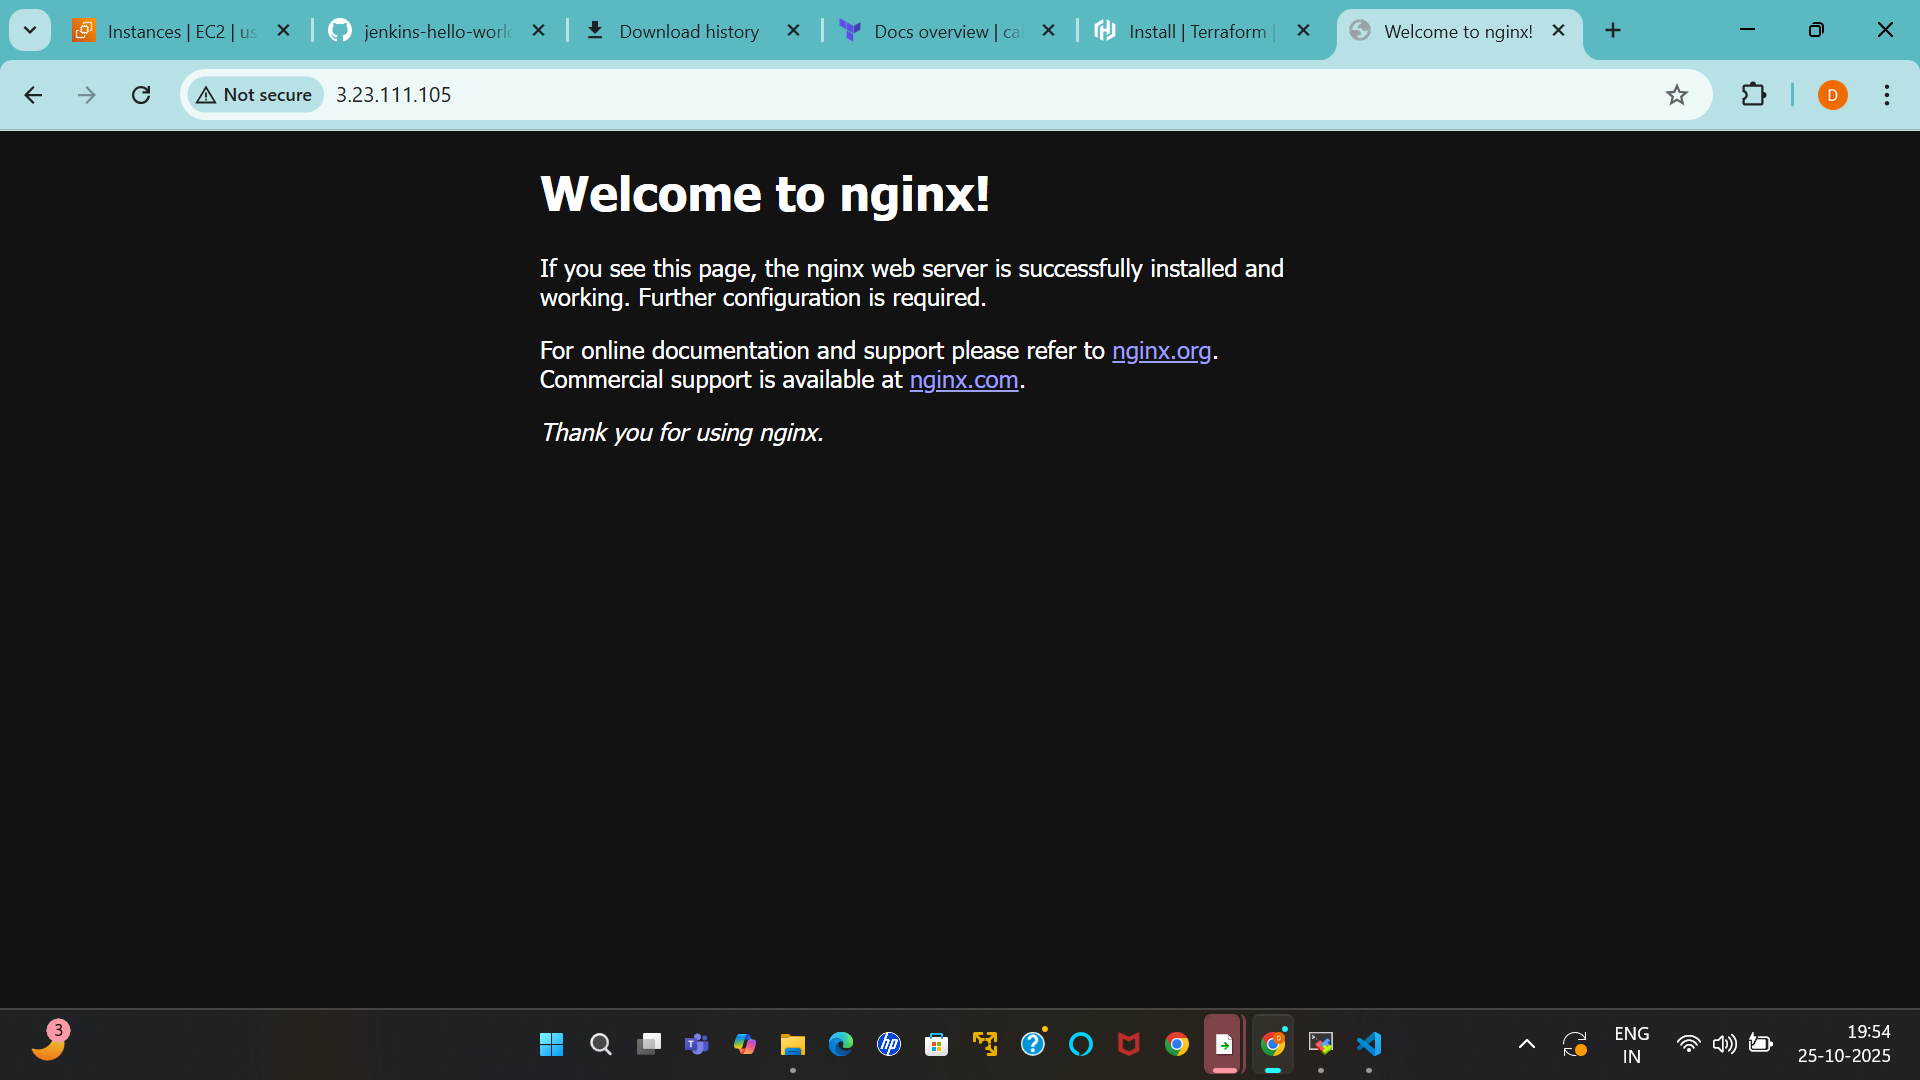 Instances | EC2 | us
jenkins-hello-world
Download history
Docs overview | ca
Install | Terraform |
Welcome to nginx!
Not secure
3.23.111.105
D
Welcome to nginx!
If you see this page, the nginx web server is successfully installed and
working. Further configuration is required.
For online documentation and support please refer to nginx.org.
Commercial support is available at nginx.com.
Thank you for using nginx.
3
hp
ENG
IN
19:54
25-10-2025